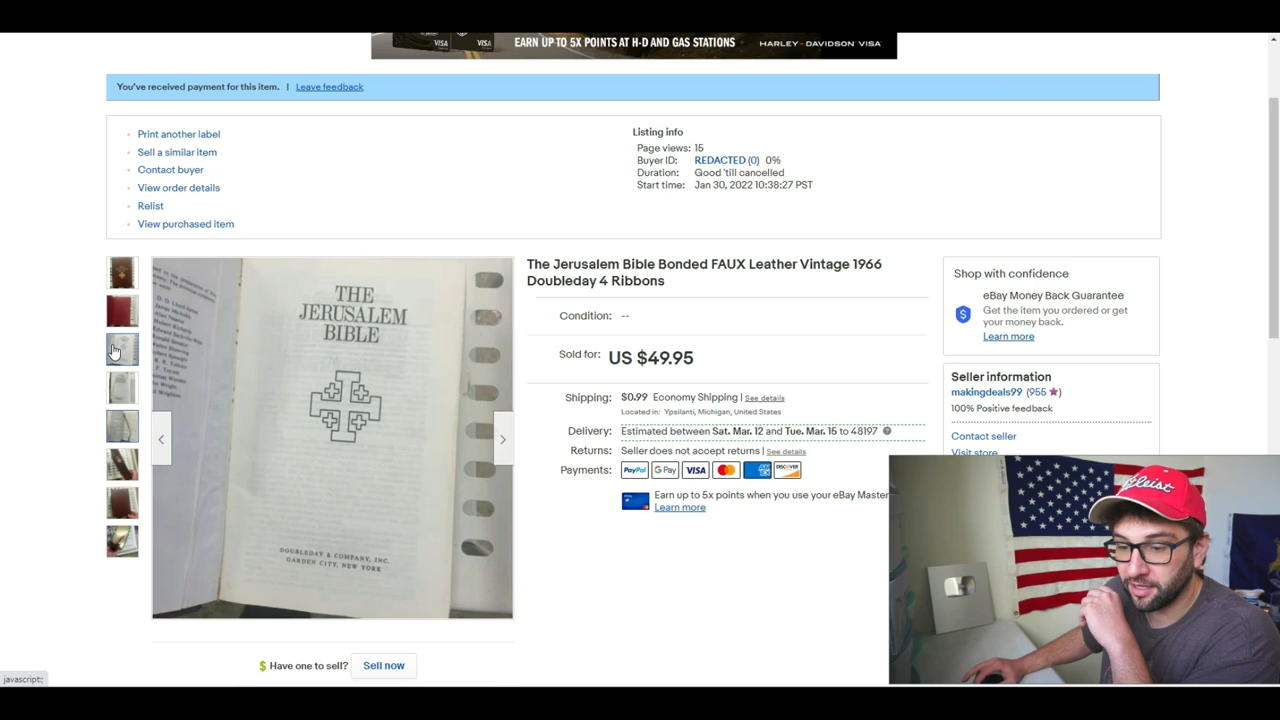 VISA
VISA
EARN UP TO 5X POINTS AT H-D AND GAS STATIONS
HARLEY-DAVIDSON VISA
You've received payment for this item. | Leave feedback
Print another label
Sell a similar item
Contact buyer
View order details
Relist
View purchased item
Listing info
Page views: 15
Buyer ID: REDACTED (0) 0%
Duration: Good 'till cancelled
Start time: Jan 30, 2022 10:38:27 PST
THE
JERUSALEM
BIBLE
DOUBLEDAY & COMPANY, INC.
GARDEN CITY, NEW YORK
The Jerusalem Bible Bonded FAUX Leather Vintage 1966
Doubleday 4 Ribbons
Condition: --
Sold for: US $49.95
Shipping: $0.99 Economy Shipping | See details
Located in: Ypsilanti, Michigan, United States
Delivery: Estimated between Sat. Mar. 12 and Tue. Mar. 15 to 48197
Returns: Seller does not accept returns | See details
Payments: PayPal G Pay VISA DISCOVER
Earn up to 5x points when you use your eBay Master
Learn more
Shop with confidence
eBay Money Back Guarantee
Get the item you ordered or get
your money back.
Learn more
Seller information
makingdeals99 (955)
100% Positive feedback
Contact seller
Visit store
$ Have one to sell? Sell now
javascript:;